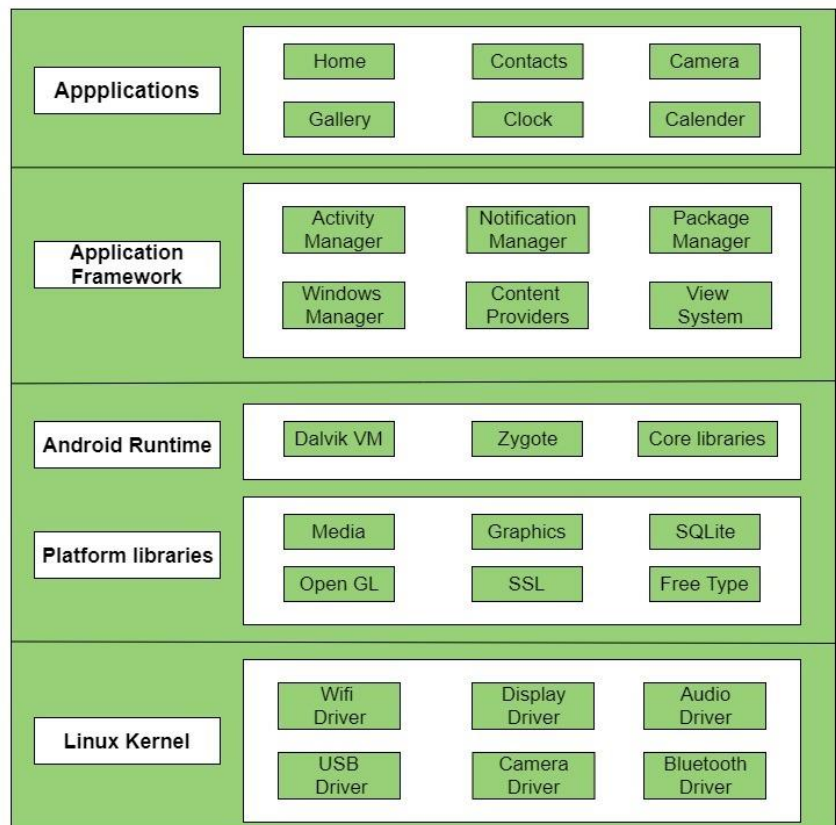 Appplications
Home
Contacts
Camera
Gallery
Clock
Calender
Application
Framework
Activity
Manager
Notification
Manager
Package
Manager
Windows
Manager
Content
Providers
View
System
Android Runtime
Dalvik VM
Zygote
Core libraries
Platform libraries
Media
Graphics
SQLite
Open GL
SSL
Free Type
Linux Kernel
Wifi
Driver
Display
Driver
Audio
Driver
USB
Driver
Camera
Driver
Bluetooth
Driver